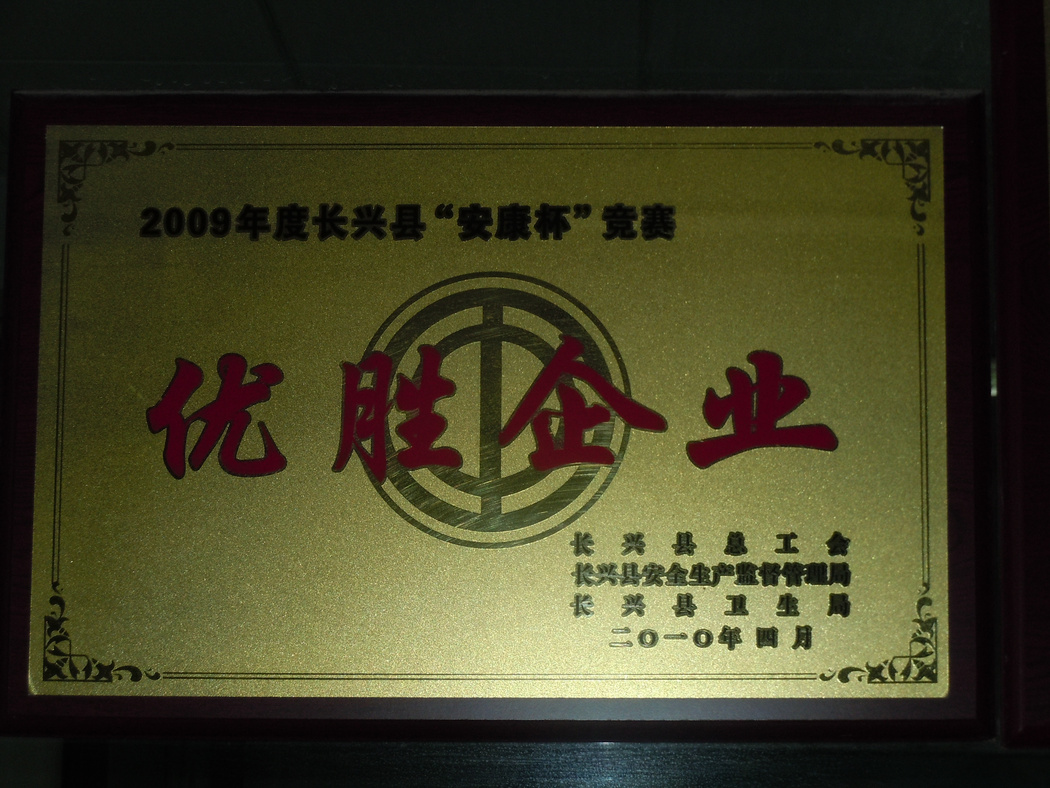 2009年度长兴县“安康杯”竞赛
优胜企业
长兴县总工会
长兴县安全生产监督管理局
长兴县卫生局
二〇一〇年四月